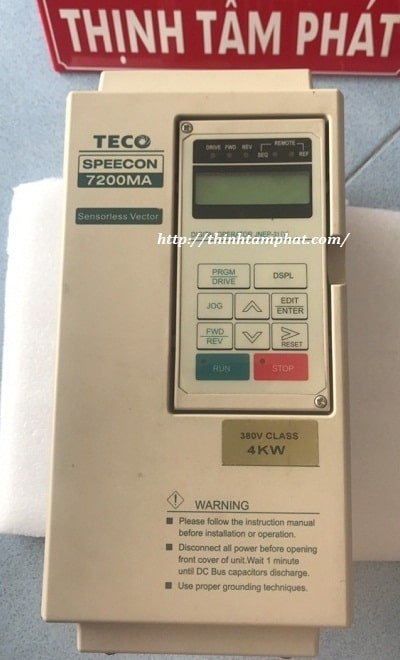 THỊNH TÂM PHÁT
TECO
SPEECON
7200MA
Sensorless Vector
DRIVE FWD REV
REMOTE
SEQ REF
DIGITAL OPERATOR
http://thinhtamphat.com/
PRGM
DRIVE
DSPL
JOG
EDIT
ENTER
FWD
REV
RESET
RUN
STOP
380V CLASS
4KW
WARNING
Please follow the instruction manual
before installation or operation.
Disconnect all power before opening
front cover of unit.Wait 1 minute
until DC Bus capacitors discharge.
Use proper grounding techniques.